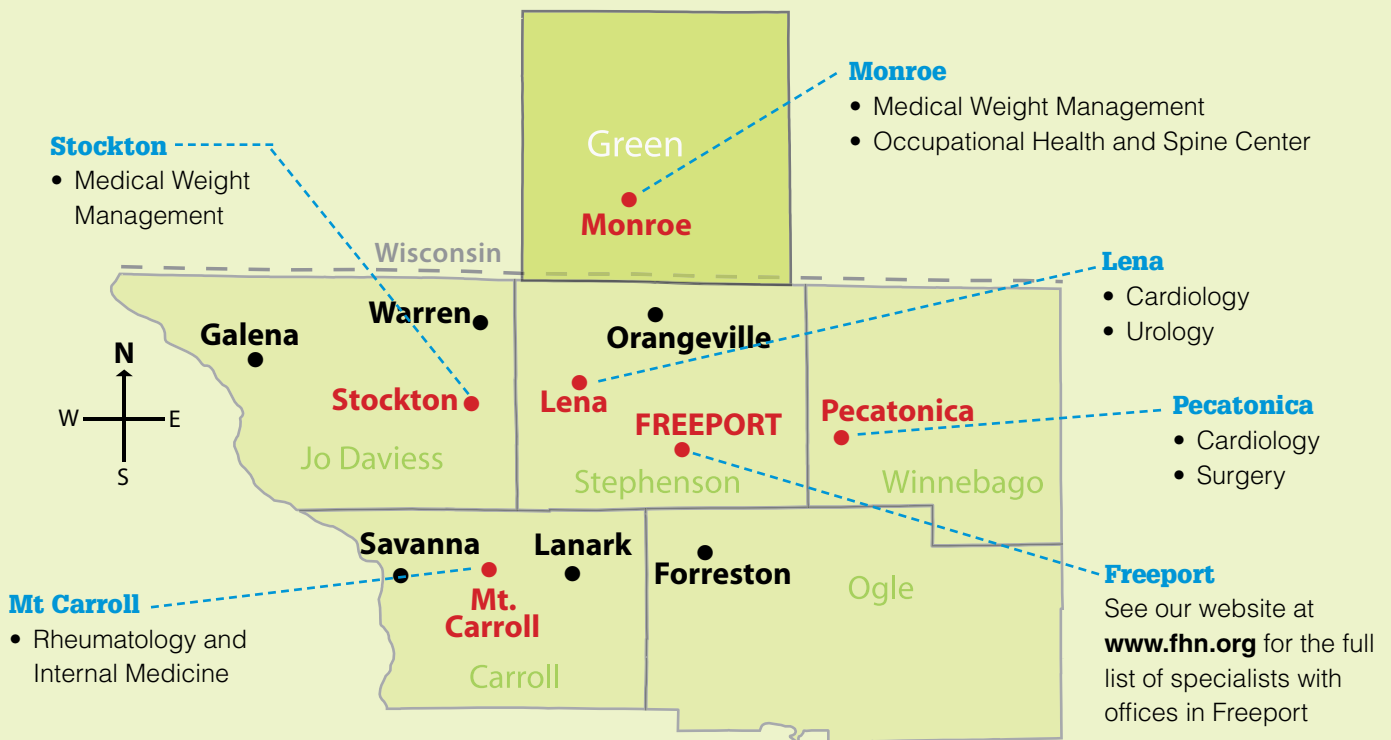 Monroe
• Medical Weight Management
• Occupational Health and Spine Center
Stockton
• Medical Weight
Management
Green
Monroe
Wisconsin
Lena
• Cardiology
• Urology
Warren
Orangeville
Galena
N
W E
S
Stockton
Lena
FREEPORT
Pecatonica
Pecatonica
• Cardiology
• Surgery
Jo Daviess
Stephenson
Winnebago
Savanna
Lanark
Forreston
Mt.
Carroll
Ogle
Carroll
Mt Carroll
• Rheumatology and
Internal Medicine
Freeport
See our website at
www.fhn.org for the full
list of specialists with
offices in Freeport